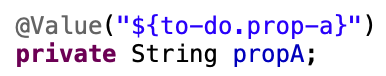 @Value("${to-do.prop-a}")
private String propA;